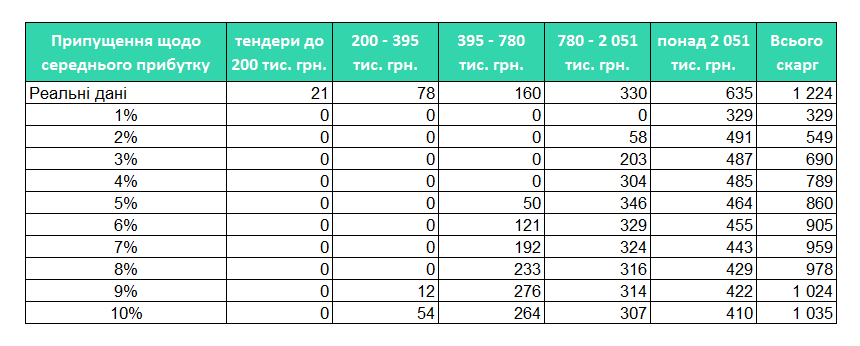 Припущення щодо середнього прибутку | тендери до 200 тис. грн. | 200 - 395 тис. грн. | 395 - 780 тис. грн. | 780 - 2 051 тис. грн. | понад 2 051 тис. грн. | Всього скарг
Реальні дані 21 78 160 330 635 1 224
1% 0 0 0 0 329 329
2% 0 0 0 58 491 549
3% 0 0 0 203 487 690
4% 0 0 0 304 485 789
5% 0 0 50 346 464 860
6% 0 0 121 329 455 905
7% 0 0 192 324 443 959
8% 0 0 233 316 429 978
9% 0 12 276 314 422 1 024
10% 0 54 264 307 410 1 035